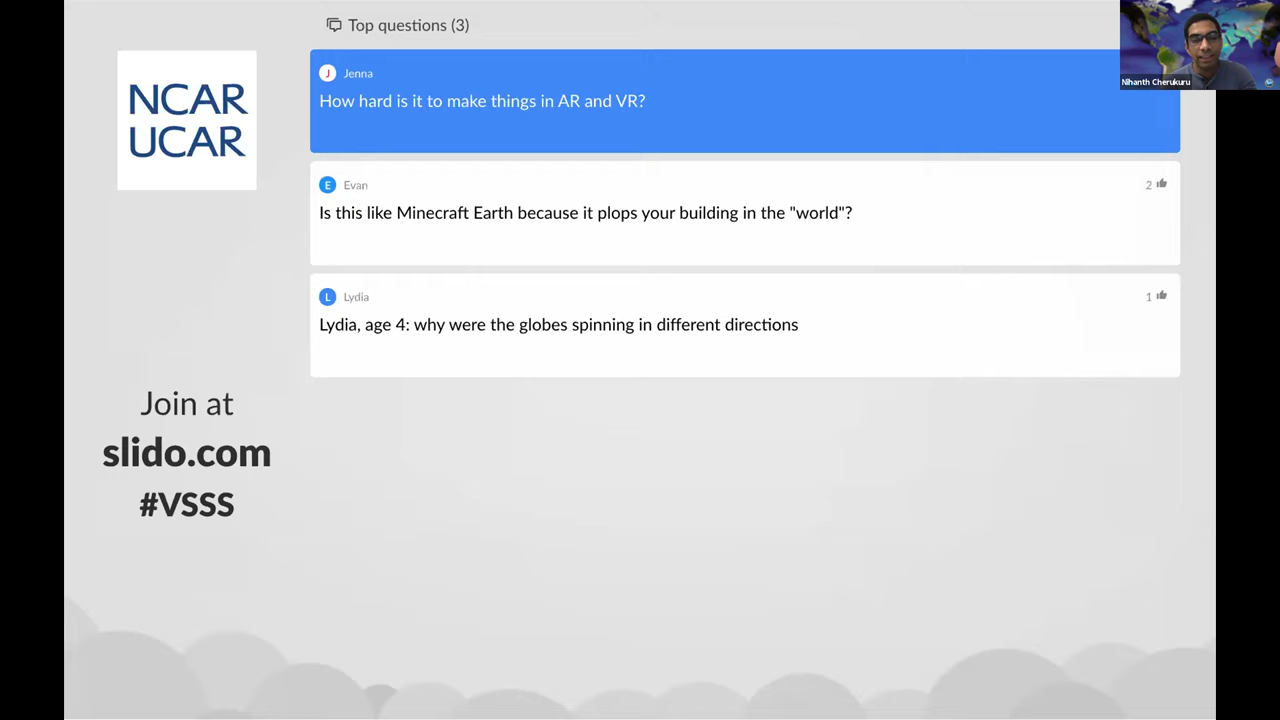 Top questions (3)
NCAR
UCAR
J Jenna
How hard is it to make things in AR and VR?
Nihanth Cherukuru
E Evan
2
Is this like Minecraft Earth because it plops your building in the "world"?
L Lydia
1
Lydia, age 4: why were the globes spinning in different directions
Join at
slido.com
#VSSS